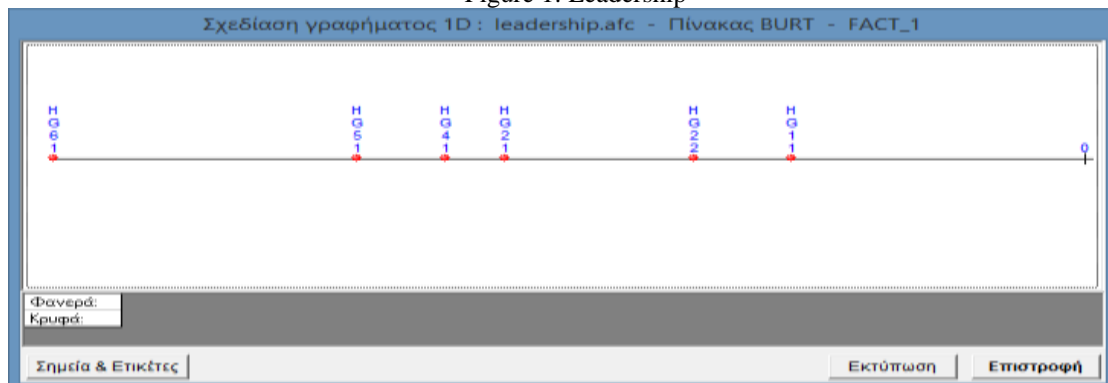 Figure 1. Leadership
Σχεδίαση γραφήματος 1D : leadership.afc - Πίνακας BURT - FACT_1
HG61 HG51 HG41 HG21 HG22 HG11 0
Φανερά:
Κρυφά:
Σημεία & Ετικέτες Εκτύπωση Επιστροφή